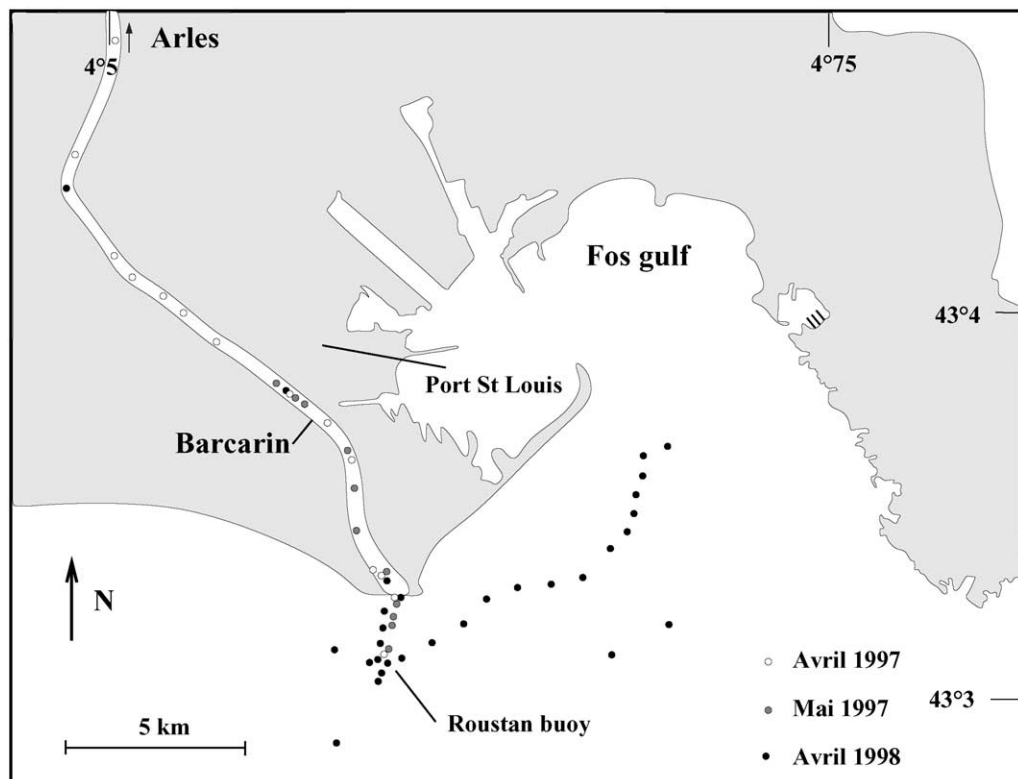 Arles
4°5
4°75
Fos gulf
43°4
Port St Louis
Barcarin
N
Avril 1997
Mai 1997
43°3
Roustan buoy
5 km
Avril 1998